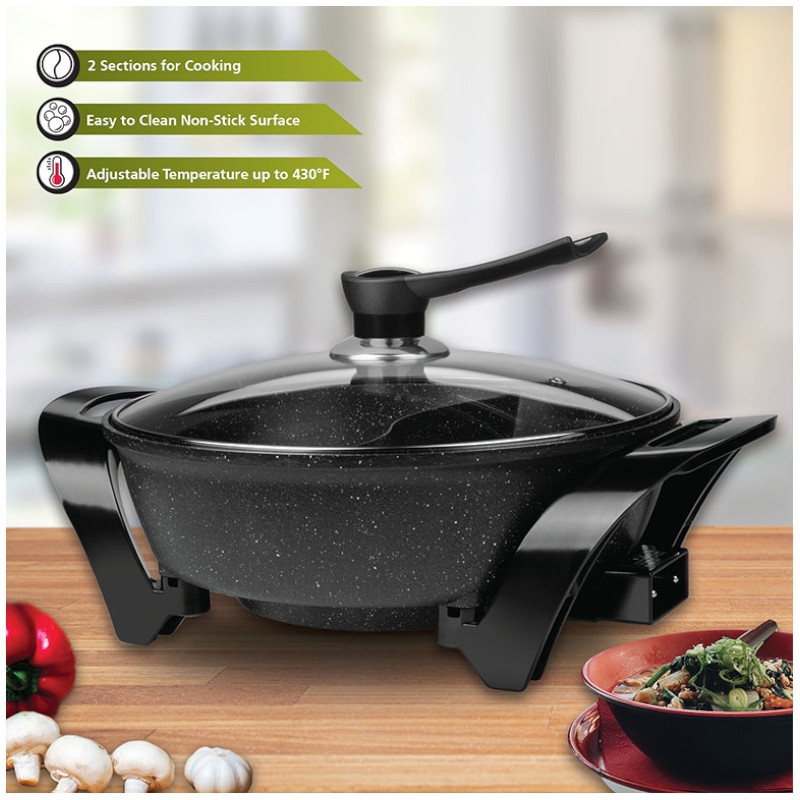 2 Sections for Cooking
Easy to Clean Non-Stick Surface
Adjustable Temperature up to 430°F